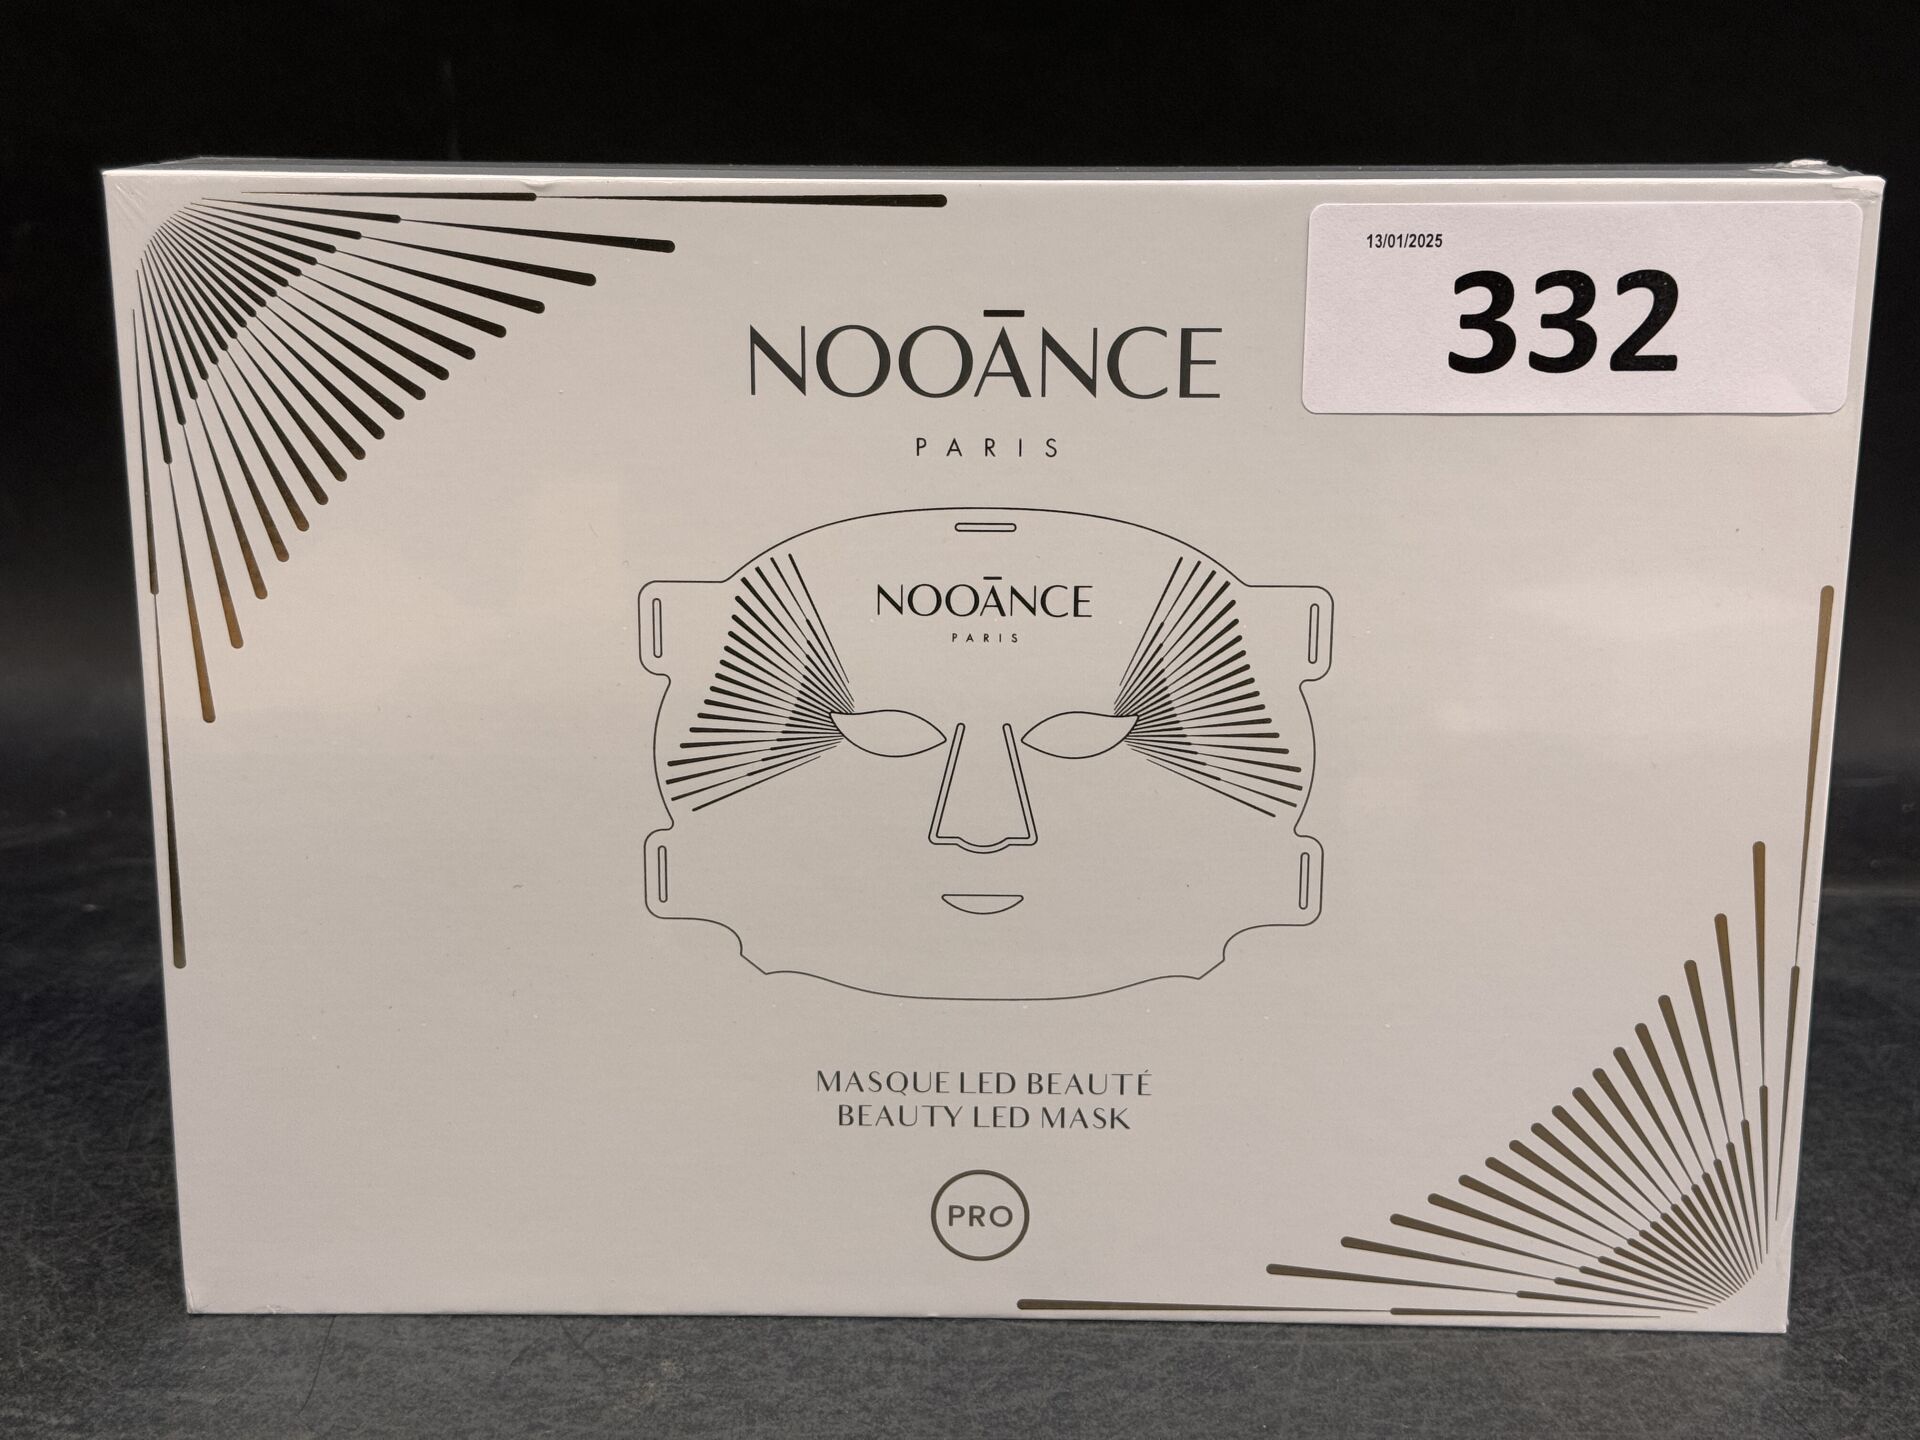 13/01/2025
332
NOOĀNCE
PARIS
NOOĀNCE
PARIS
MASQUE LED BEAUTÉ
BEAUTY LED MASK
PRO